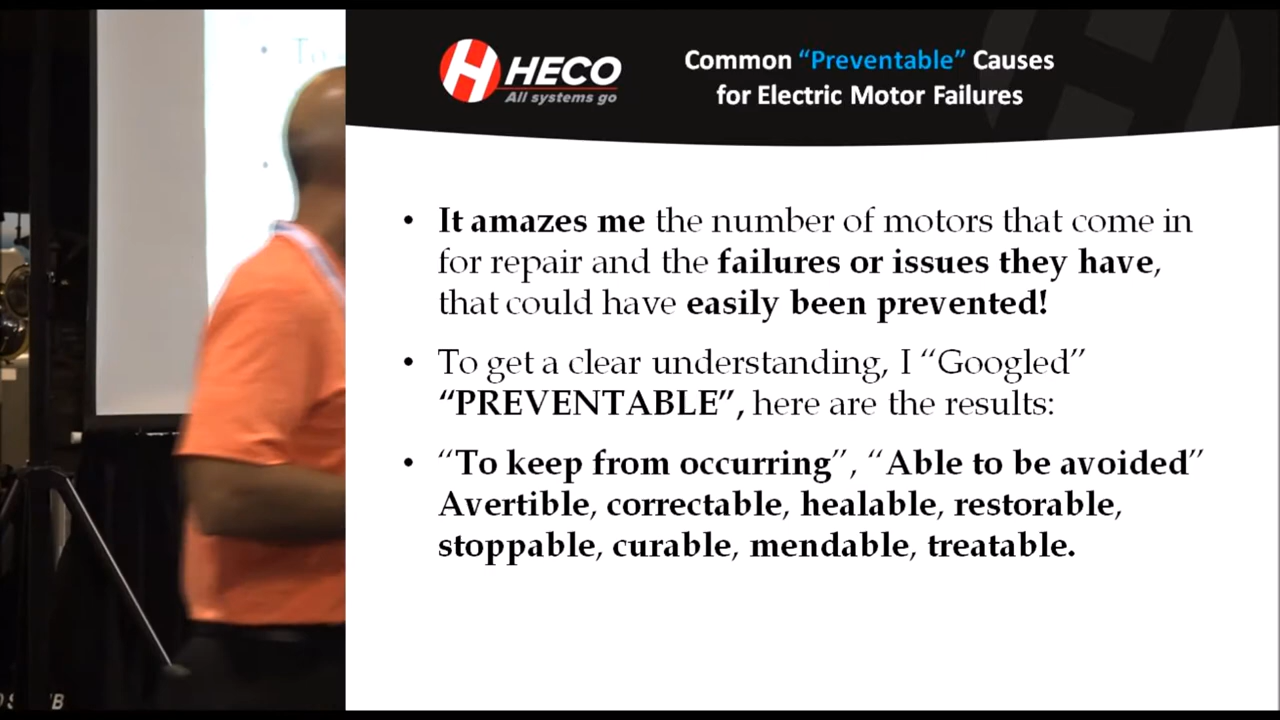 HECO
All systems go
Common “Preventable” Causes
for Electric Motor Failures
• It amazes me the number of motors that come in
for repair and the failures or issues they have,
that could have easily been prevented!
• To get a clear understanding, I “Googled”
“PREVENTABLE”, here are the results:
• “To keep from occurring”, “Able to be avoided”
Avertible, correctable, healable, restorable,
stoppable, curable, mendable, treatable.